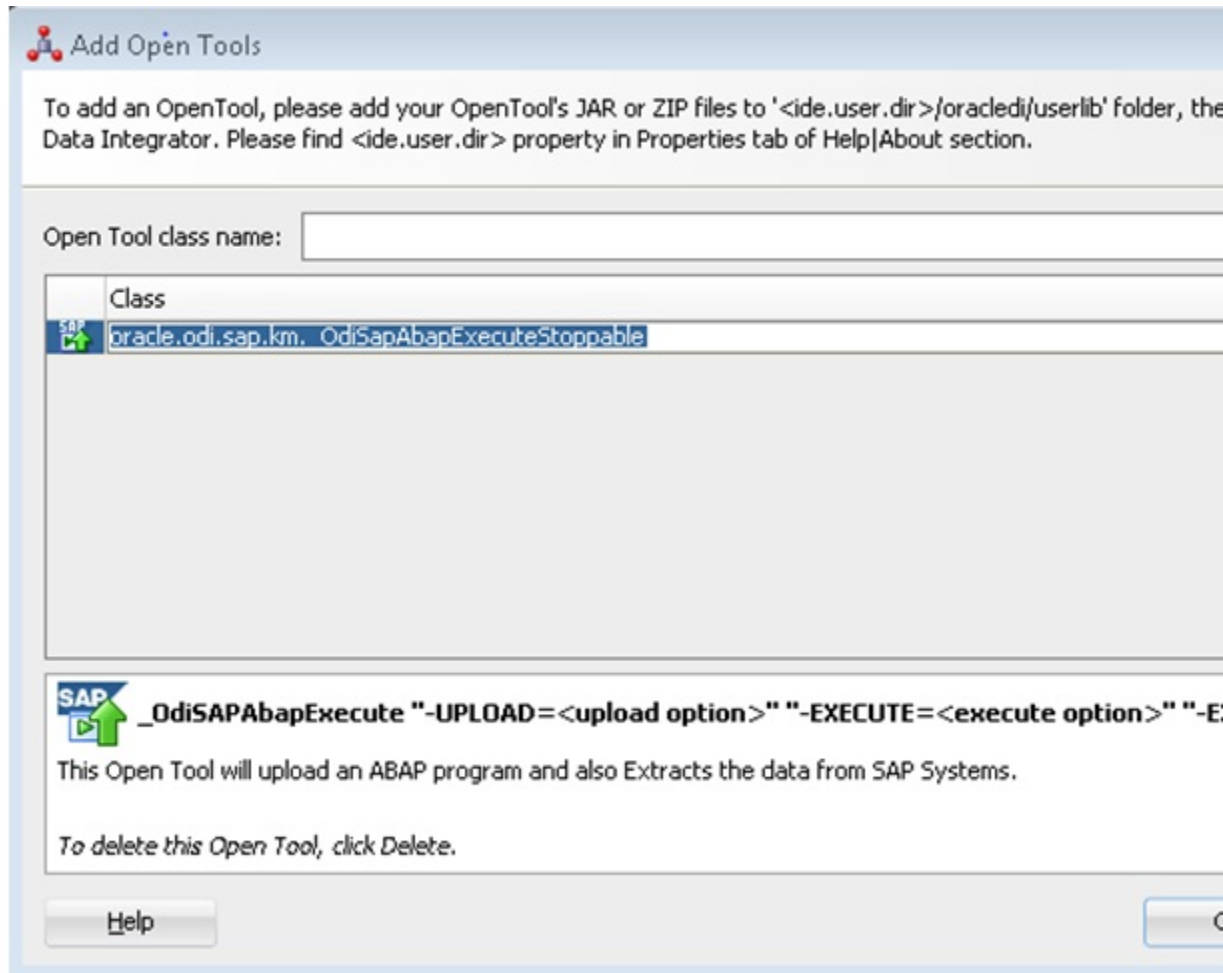 Add Open Tools
To add an OpenTool, please add your OpenTool's JAR or ZIP files to '<ide.user.dir>/oracledi/userlib' folder, the
Data Integrator. Please find <ide.user.dir> property in Properties tab of Help|About section.
Open Tool class name:
Class
SAP
oracle.odi.sap.km. OdiSapAbapExecuteStoppable
SAP
_OdiSAPAbapExecute "-UPLOAD=<upload option>" "-EXECUTE=<execute option>" "-E
This Open Tool will upload an ABAP program and also Extracts the data from SAP Systems.
To delete this Open Tool, click Delete.
Help